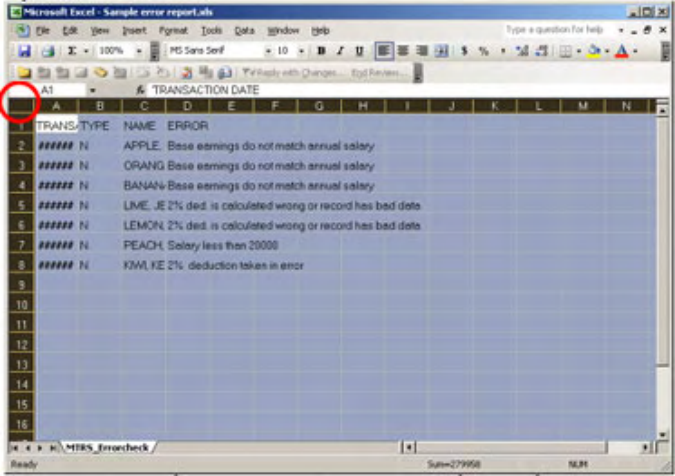 Microsoft Excel - Sample error report.xls
File Edit View Insert Format Tools Data Window Help Type a question for help
Σ 100% MS Sans Serif 10 B I U $ % , A
Reply with Changes... End Review...
A1 fx TRANSACTION DATE
A B C D E F G H I J K L M N
1 TRANSA TYPE NAME ERROR
2 ###### N APPLE, Base earnings do not match annual salary
3 ###### N ORANG Base earnings do not match annual salary
4 ###### N BANAN Base earnings do not match annual salary
5 ###### N LIME, JE 2% ded. is calculated wrong or record has bad data
6 ###### N LEMON, 2% ded. is calculated wrong or record has bad data
7 ###### N PEACH, Salary less than 20000
8 ###### N KIWI, KE 2% deduction taken in error
9
10
11
12
13
14
15
16
MTRS_Errorcheck
Ready Sum=279958 NUM